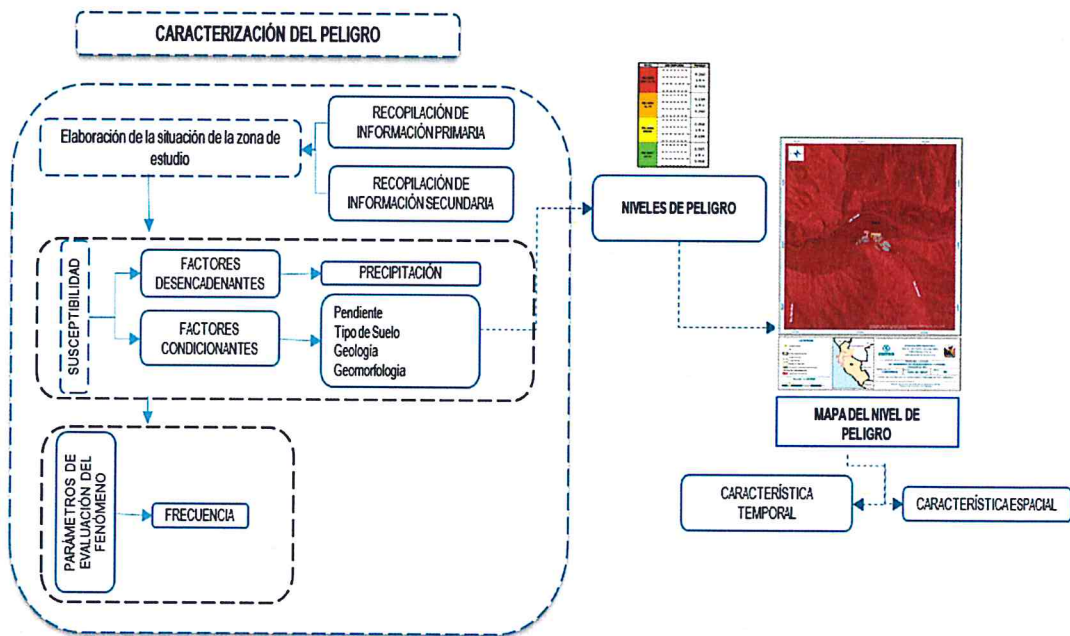 CARACTERIZACIÓN DEL PELIGRO
Elaboración de la situación de la zona de
estudio
RECOPILACIÓN DE
INFORMACIÓN PRIMARIA
RECOPILACIÓN DE
INFORMACIÓN SECUNDARIA
SUSCEPTIBILIDAD
FACTORES
DESENCADENANTES
PRECIPITACIÓN
FACTORES
CONDICIONANTES
Pendiente
Tipo de Suelo
Geología
Geomorfología
PARÁMETROS DE
EVALUACIÓN DEL
FENÓMENO
FRECUENCIA
NIVELES DE PELIGRO
MAPA DEL NIVEL DE
PELIGRO
CARACTERÍSTICA
TEMPORAL
CARACTERÍSTICA ESPACIAL